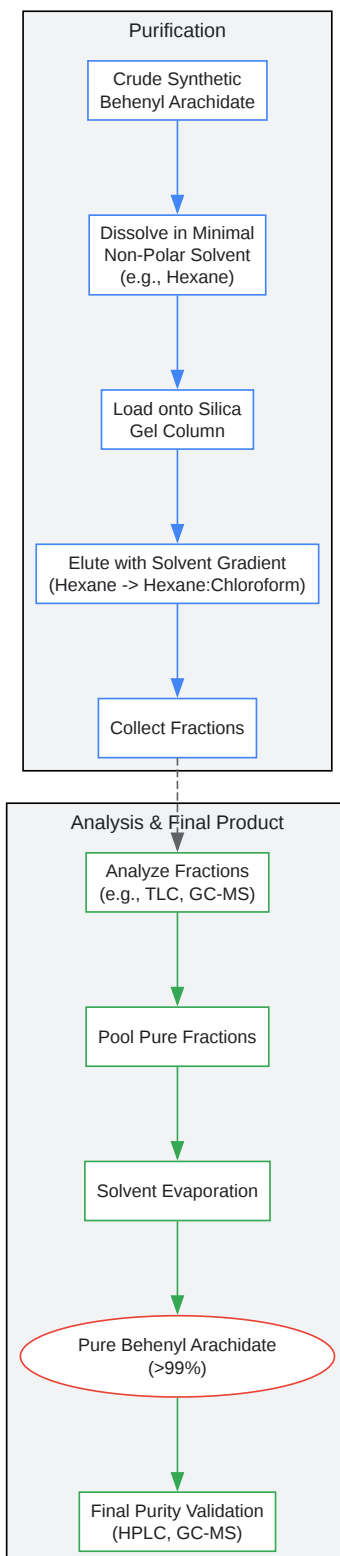 Purification
Crude Synthetic
Behenyl Arachidate
Dissolve in Minimal
Non-Polar Solvent
(e.g., Hexane)
Load onto Silica
Gel Column
Elute with Solvent Gradient
(Hexane -> Hexane:Chloroform)
Collect Fractions
Analysis & Final Product
Analyze Fractions
(e.g., TLC, GC-MS)
Pool Pure Fractions
Solvent Evaporation
Pure Behenyl Arachidate
(>99%)
Final Purity Validation
(HPLC, GC-MS)